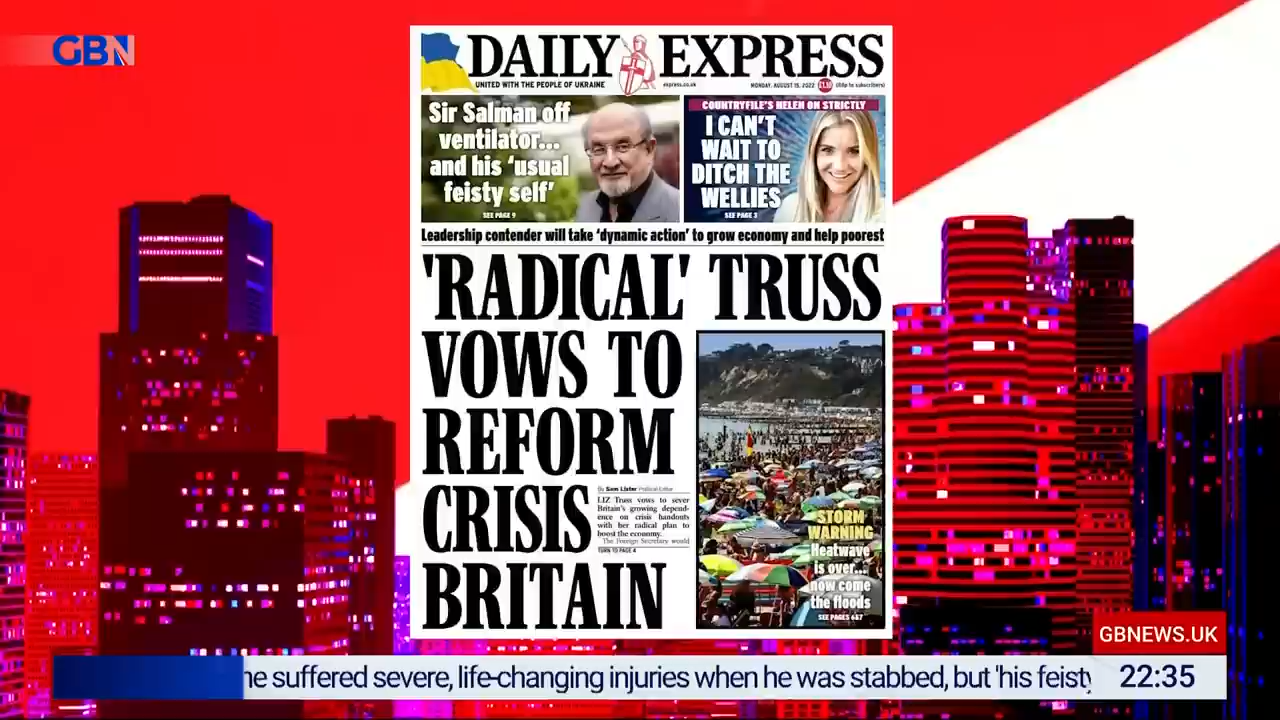 GBN
DAILY EXPRESS
UNITED WITH THE PEOPLE OF UKRAINE
express.co.uk
MONDAY, AUGUST 15, 2022
Sir Salman off
ventilator...
and his 'usual
feisty self'
SEE PAGE 9
COUNTRYFILE'S HELEN ON STRICTLY
I CAN'T
WAIT TO
DITCH THE
WELLIES
SEE PAGE 3
Leadership contender will take 'dynamic action' to grow economy and help poorest
'RADICAL' TRUSS
VOWS TO
REFORM
CRISIS
BRITAIN
By Sam Lister Political Editor
LIZ Truss vows to sever
Britain's growing depend-
ence on crisis handouts
with her radical plan to
boost the economy.
The Foreign Secretary would
TURN TO PAGE 4
STORM
WARNING
Heatwave
is over...
now come
the floods
SEE PAGES 6&7
GBNEWS.UK
he suffered severe, life-changing injuries when he was stabbed, but 'his feisty
22:35